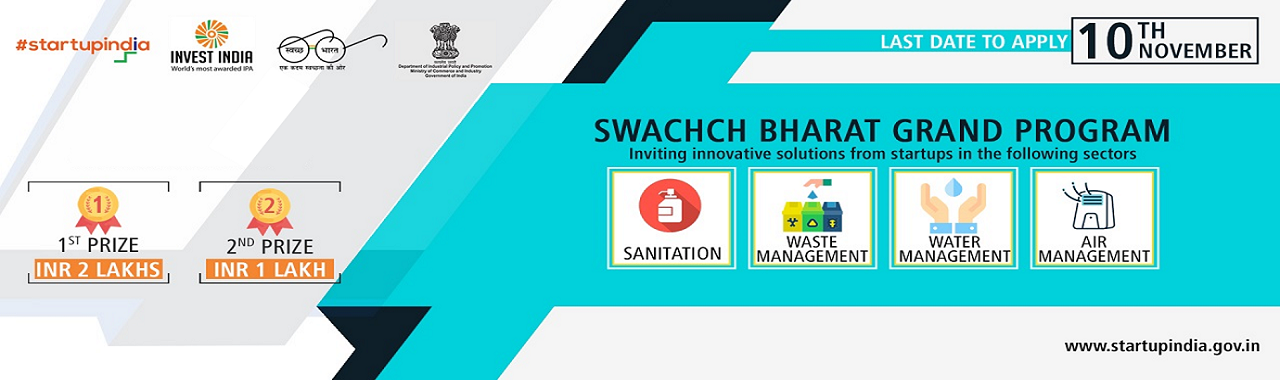 #startupindia
INVEST INDIA
World's most awarded IPA
स्वच्छ भारत
एक कदम स्वच्छता की ओर
Department of Industrial Policy and Promotion
Ministry of Commerce and Industry
Government of India
LAST DATE TO APPLY
10TH
NOVEMBER
SWACHCH BHARAT GRAND PROGRAM
Inviting innovative solutions from startups in the following sectors
SANITATION
WASTE
MANAGEMENT
WATER
MANAGEMENT
AIR
MANAGEMENT
1
1ST PRIZE
INR 2 LAKHS
2
2ND PRIZE
INR 1 LAKH
www.startupindia.gov.in